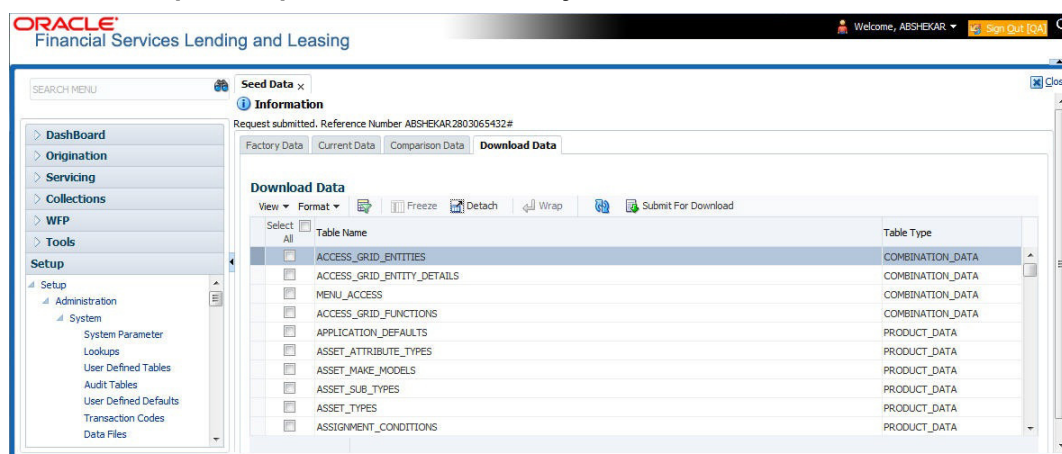 ORACLE
Financial Services Lending and Leasing
Welcome, ABSHEKAR
Sign Out [QA]
SEARCH MENU
DashBoard
Origination
Servicing
Collections
WFP
Tools
Setup
Setup
Administration
System
System Parameter
Lookups
User Defined Tables
Audit Tables
User Defined Defaults
Transaction Codes
Data Files
Seed Data x
Clos
Information
Request submitted. Reference Number ABSHEKAR2803065432#
Factory Data Current Data Comparison Data Download Data
Download Data
View Format Freeze Detach Wrap Submit For Download
Select All Table Name Table Type
ACCESS_GRID_ENTITIES COMBINATION_DATA
ACCESS_GRID_ENTITY_DETAILS COMBINATION_DATA
MENU_ACCESS COMBINATION_DATA
ACCESS_GRID_FUNCTIONS COMBINATION_DATA
APPLICATION_DEFAULTS PRODUCT_DATA
ASSET_ATTRIBUTE_TYPES PRODUCT_DATA
ASSET_MAKE_MODELS PRODUCT_DATA
ASSET_SUB_TYPES PRODUCT_DATA
ASSET_TYPES PRODUCT_DATA
ASSIGNMENT_CONDITIONS PRODUCT_DATA